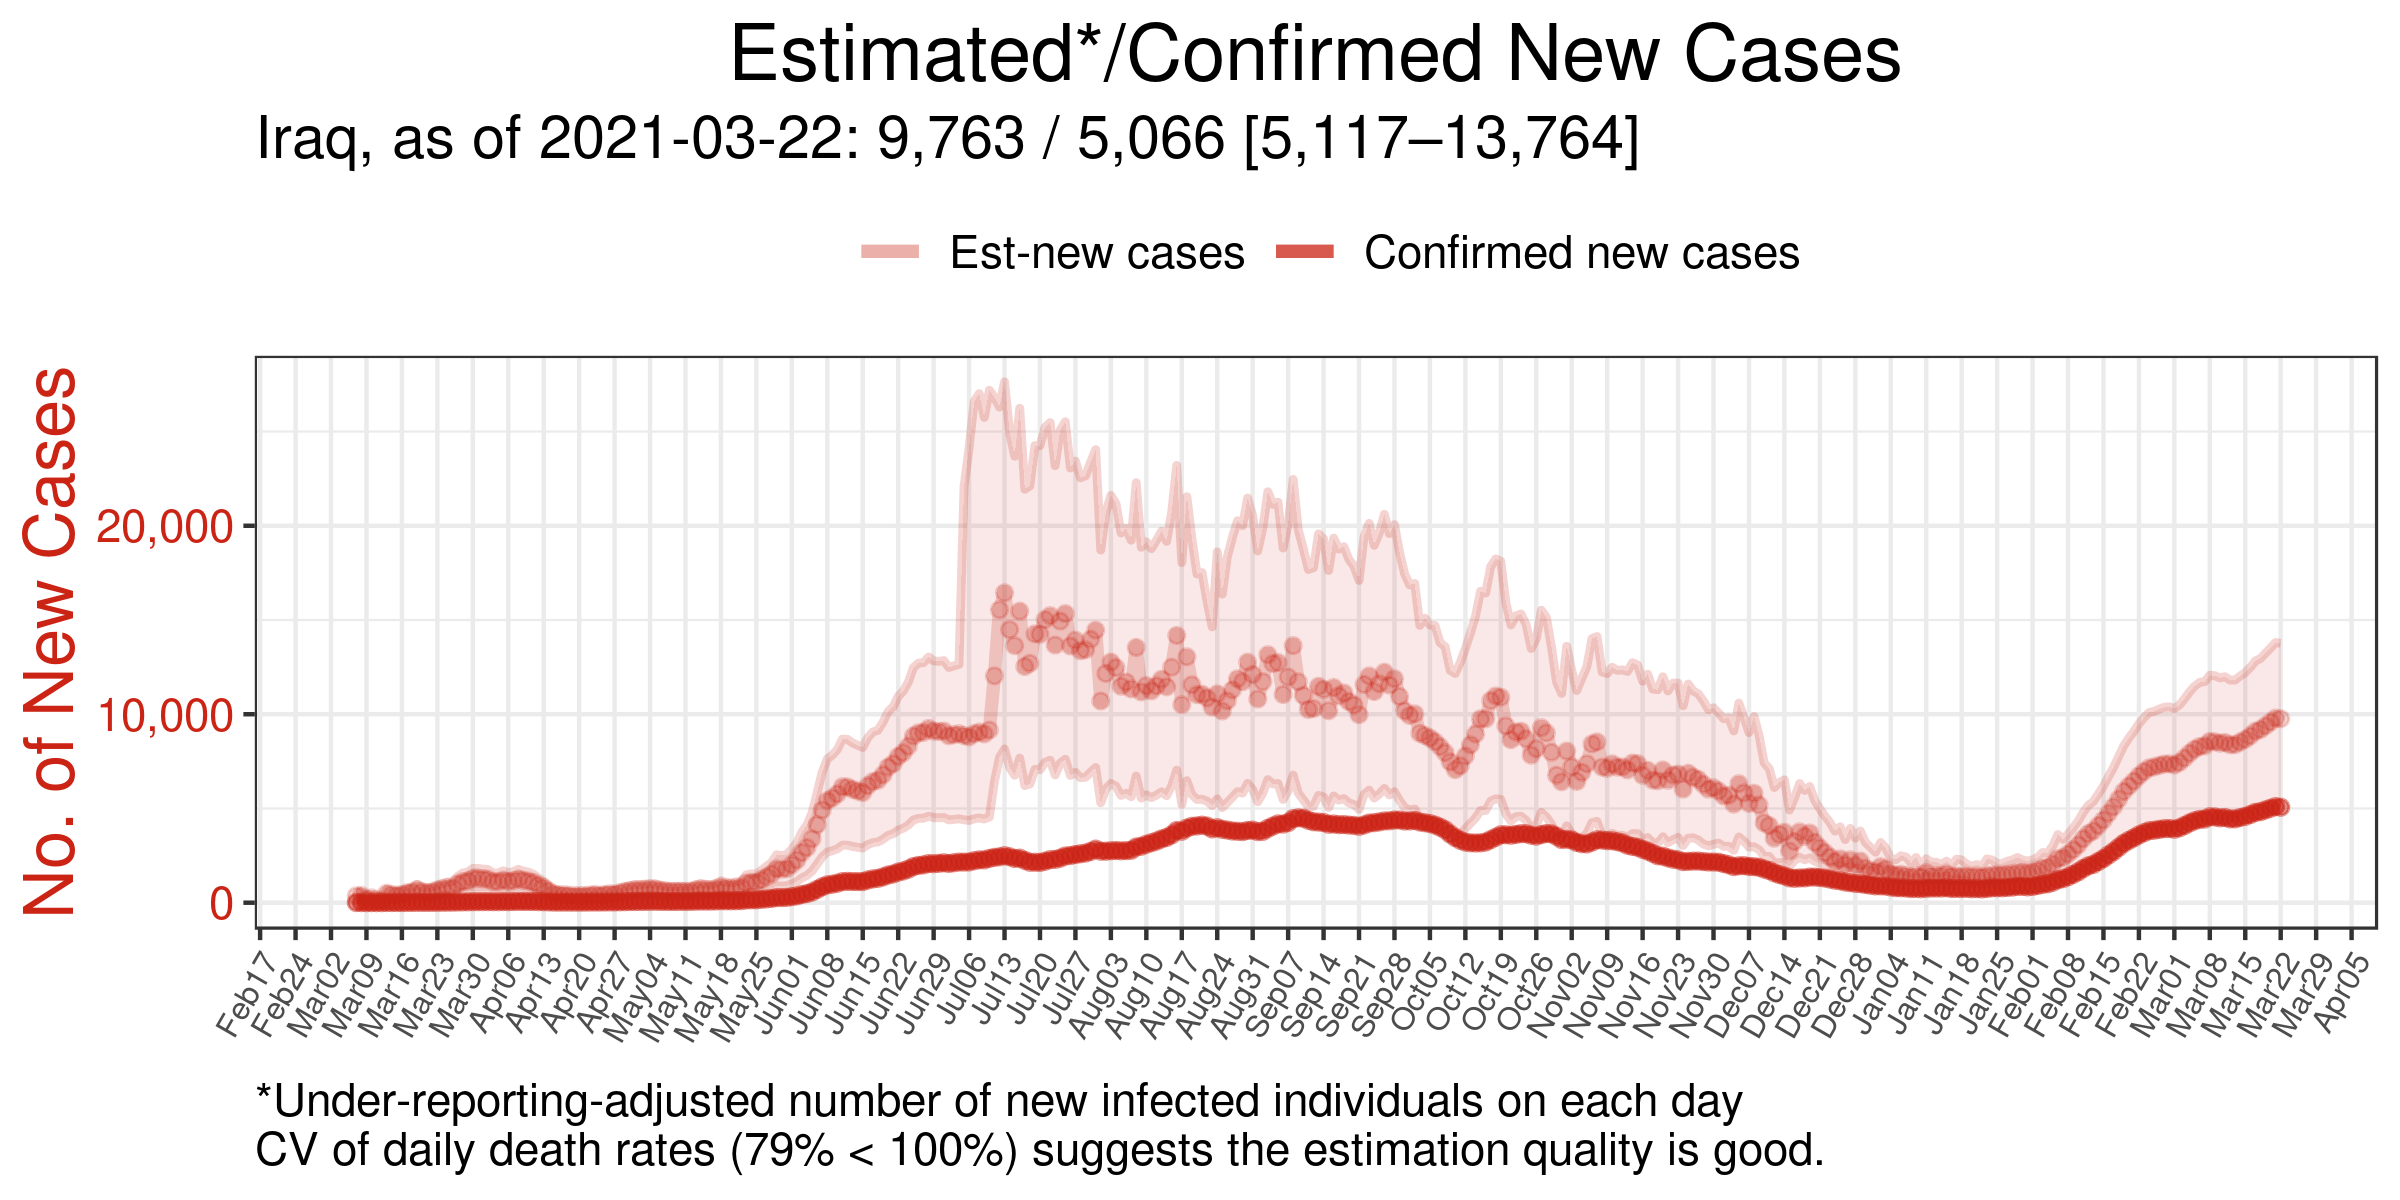 Estimated*/Confirmed New Cases
Iraq, as of 2021-03-22: 9,763 / 5,066 [5,117–13,764]
Est-new cases
Confirmed new cases
No. of New Cases
20,000
10,000
0
Feb17
Feb24
Mar02
Mar09
Mar16
Mar23
Mar30
Apr06
Apr13
Apr20
Apr27
May04
May11
May18
May25
Jun01
Jun08
Jun15
Jun22
Jun29
Jul06
Jul13
Jul20
Jul27
Aug03
Aug10
Aug17
Aug24
Aug31
Sep07
Sep14
Sep21
Sep28
Oct05
Oct12
Oct19
Oct26
Nov02
Nov09
Nov16
Nov23
Nov30
Dec07
Dec14
Dec21
Dec28
Jan04
Jan11
Jan18
Jan25
Feb01
Feb08
Feb15
Feb22
Mar01
Mar08
Mar15
Mar22
Mar29
Apr05
*Under-reporting-adjusted number of new infected individuals on each day
CV of daily death rates (79% < 100%) suggests the estimation quality is good.